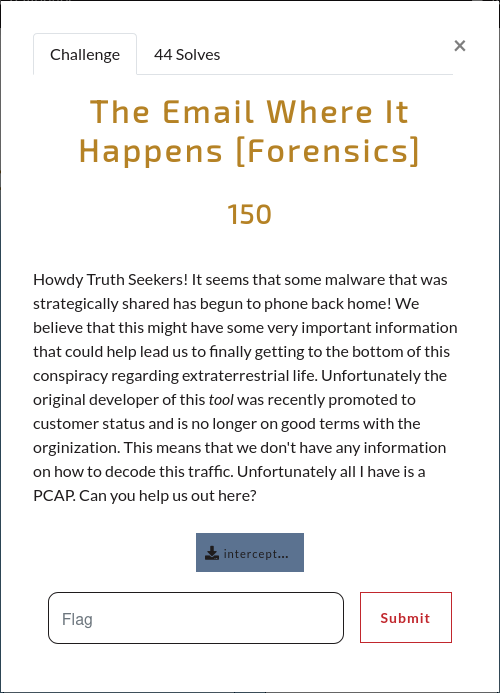 Challenge
44 Solves
×
The Email Where It
Happens [Forensics]
150
Howdy Truth Seekers! It seems that some malware that was
strategically shared has begun to phone back home! We
believe that this might have some very important information
that could help lead us to finally getting to the bottom of this
conspiracy regarding extraterrestrial life. Unfortunately the
original developer of this tool was recently promoted to
customer status and is no longer on good terms with the
orginization. This means that we don't have any information
on how to decode this traffic. Unfortunately all I have is a
PCAP. Can you help us out here?
intercept...
Flag
Submit